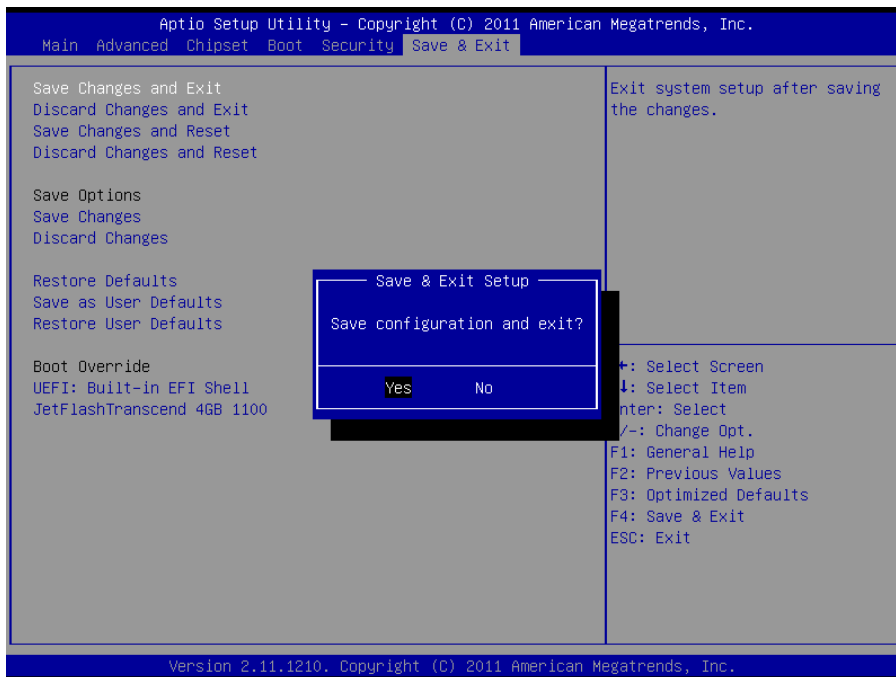 Aptio Setup Utility – Copyright (C) 2011 American Megatrends, Inc.
Main Advanced Chipset Boot Security Save & Exit
Save Changes and Exit
Discard Changes and Exit
Save Changes and Reset
Discard Changes and Reset
Save Options
Save Changes
Discard Changes
Restore Defaults
Save as User Defaults
Restore User Defaults
Boot Override
UEFI: Built-in EFI Shell
JetFlashTranscend 4GB 1100
Exit system setup after saving
the changes.
Save & Exit Setup
Save configuration and exit?
Yes No
: Select Screen
: Select Item
nter: Select
/-: Change Opt.
F1: General Help
F2: Previous Values
F3: Optimized Defaults
F4: Save & Exit
ESC: Exit
Version 2.11.1210. Copyright (C) 2011 American Megatrends, Inc.